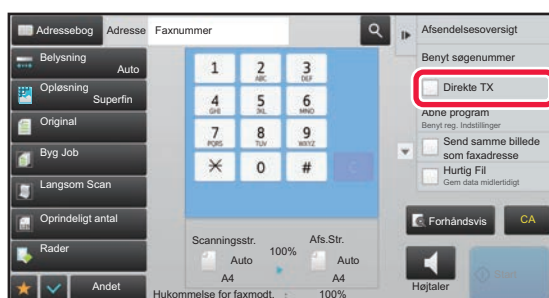 Adressebog Adresse Faxnummer
Afsendelsesoversigt
Belysning
Auto
Opløsning
Superfin
Original
Byg Job
Langsom Scan
Oprindeligt antal
Rader
Andet
1 2 3
ABC DEF
4 5 6
GHI JKL MNO
7 8 9
PQRS TUV WXYZ
0 #
C
Scanningsstr. 100% Afs.Str.
Auto Auto
A4 A4
Hukommelse for faxmodt. : 100%
Benyt søgenummer
Direkte TX
Åbne program
Benyt reg. Indstillinger
Send samme billede
som faxadresse
Hurtig Fil
Gem data midlertidigt
Forhåndsvis CA
Højtaler Start